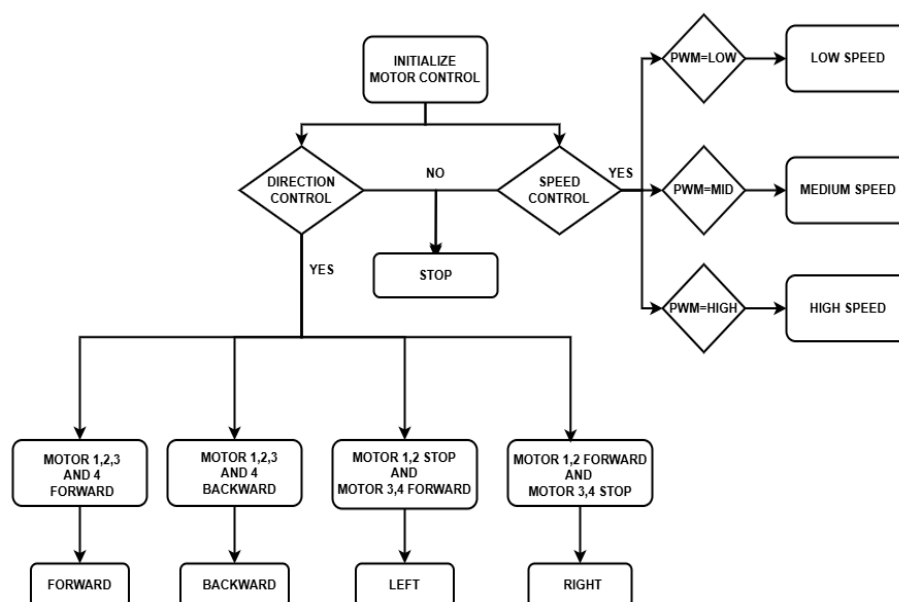 INITIALIZE
MOTOR CONTROL
PWM=LOW
LOW SPEED
DIRECTION
CONTROL
NO
SPEED
CONTROL
YES
PWM=MID
MEDIUM SPEED
STOP
YES
PWM=HIGH
HIGH SPEED
MOTOR 1,2,3
AND 4
FORWARD
MOTOR 1,2,3
AND 4
BACKWARD
MOTOR 1,2 STOP
AND
MOTOR 3,4 FORWARD
MOTOR 1,2 FORWARD
AND
MOTOR 3,4 STOP
FORWARD
BACKWARD
LEFT
RIGHT